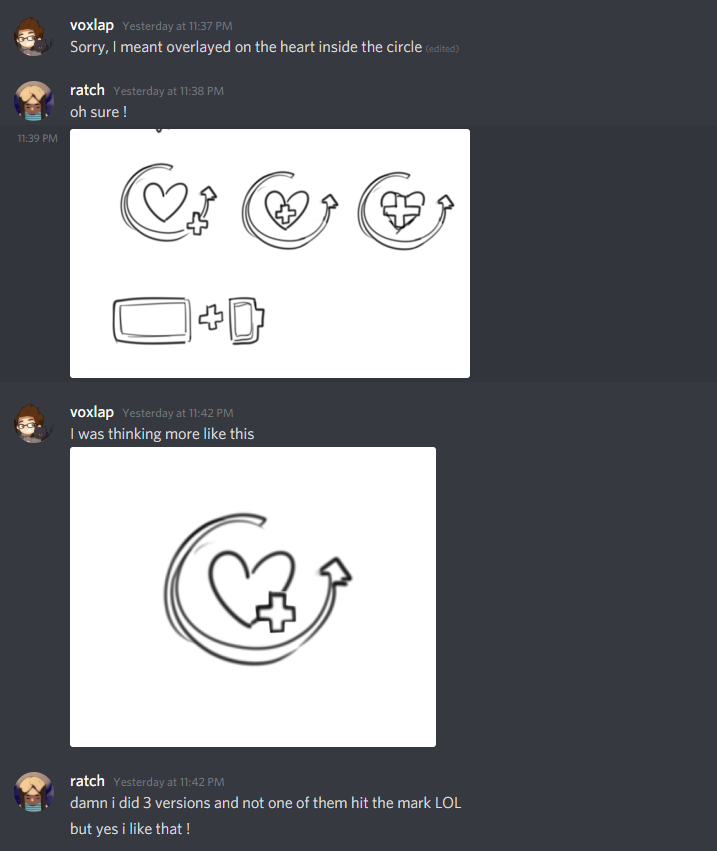 voxlap Yesterday at 11:37 PM
Sorry, I meant overlayed on the heart inside the circle (edited)
ratch Yesterday at 11:38 PM
oh sure !
11:39 PM
voxlap Yesterday at 11:42 PM
I was thinking more like this
ratch Yesterday at 11:42 PM
damn i did 3 versions and not one of them hit the mark LOL
but yes i like that !